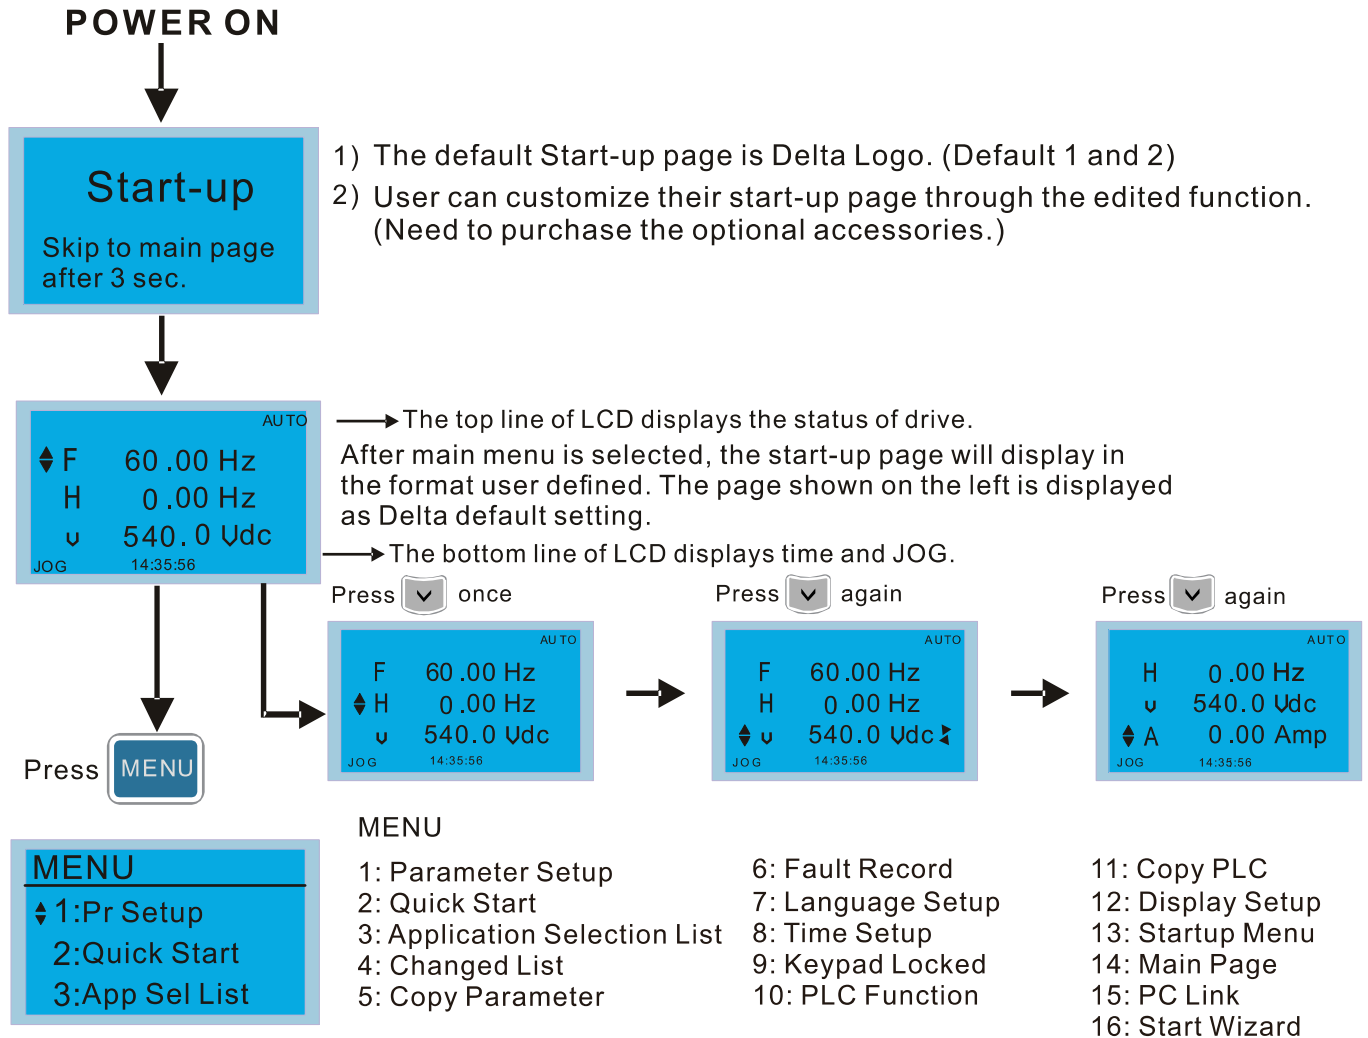 POWER ON
Start-up
Skip to main page
after 3 sec.
1) The default Start-up page is Delta Logo. (Default 1 and 2)
2) User can customize their start-up page through the edited function.
(Need to purchase the optional accessories.)
AUTO
F 60.00 Hz
H 0.00 Hz
v 540.0 Vdc
JOG 14:35:56
The top line of LCD displays the status of drive.
After main menu is selected, the start-up page will display in
the format user defined. The page shown on the left is displayed
as Delta default setting.
The bottom line of LCD displays time and JOG.
Press once
AUTO
F 60.00 Hz
H 0.00 Hz
v 540.0 Vdc
JOG 14:35:56
Press again
AUTO
F 60.00 Hz
H 0.00 Hz
v 540.0 Vdc
JOG 14:35:56
Press again
AUTO
H 0.00 Hz
v 540.0 Vdc
A 0.00 Amp
JOG 14:35:56
Press MENU
MENU
1:Pr Setup
2:Quick Start
3:App Sel List
MENU
1: Parameter Setup
2: Quick Start
3: Application Selection List
4: Changed List
5: Copy Parameter
6: Fault Record
7: Language Setup
8: Time Setup
9: Keypad Locked
10: PLC Function
11: Copy PLC
12: Display Setup
13: Startup Menu
14: Main Page
15: PC Link
16: Start Wizard